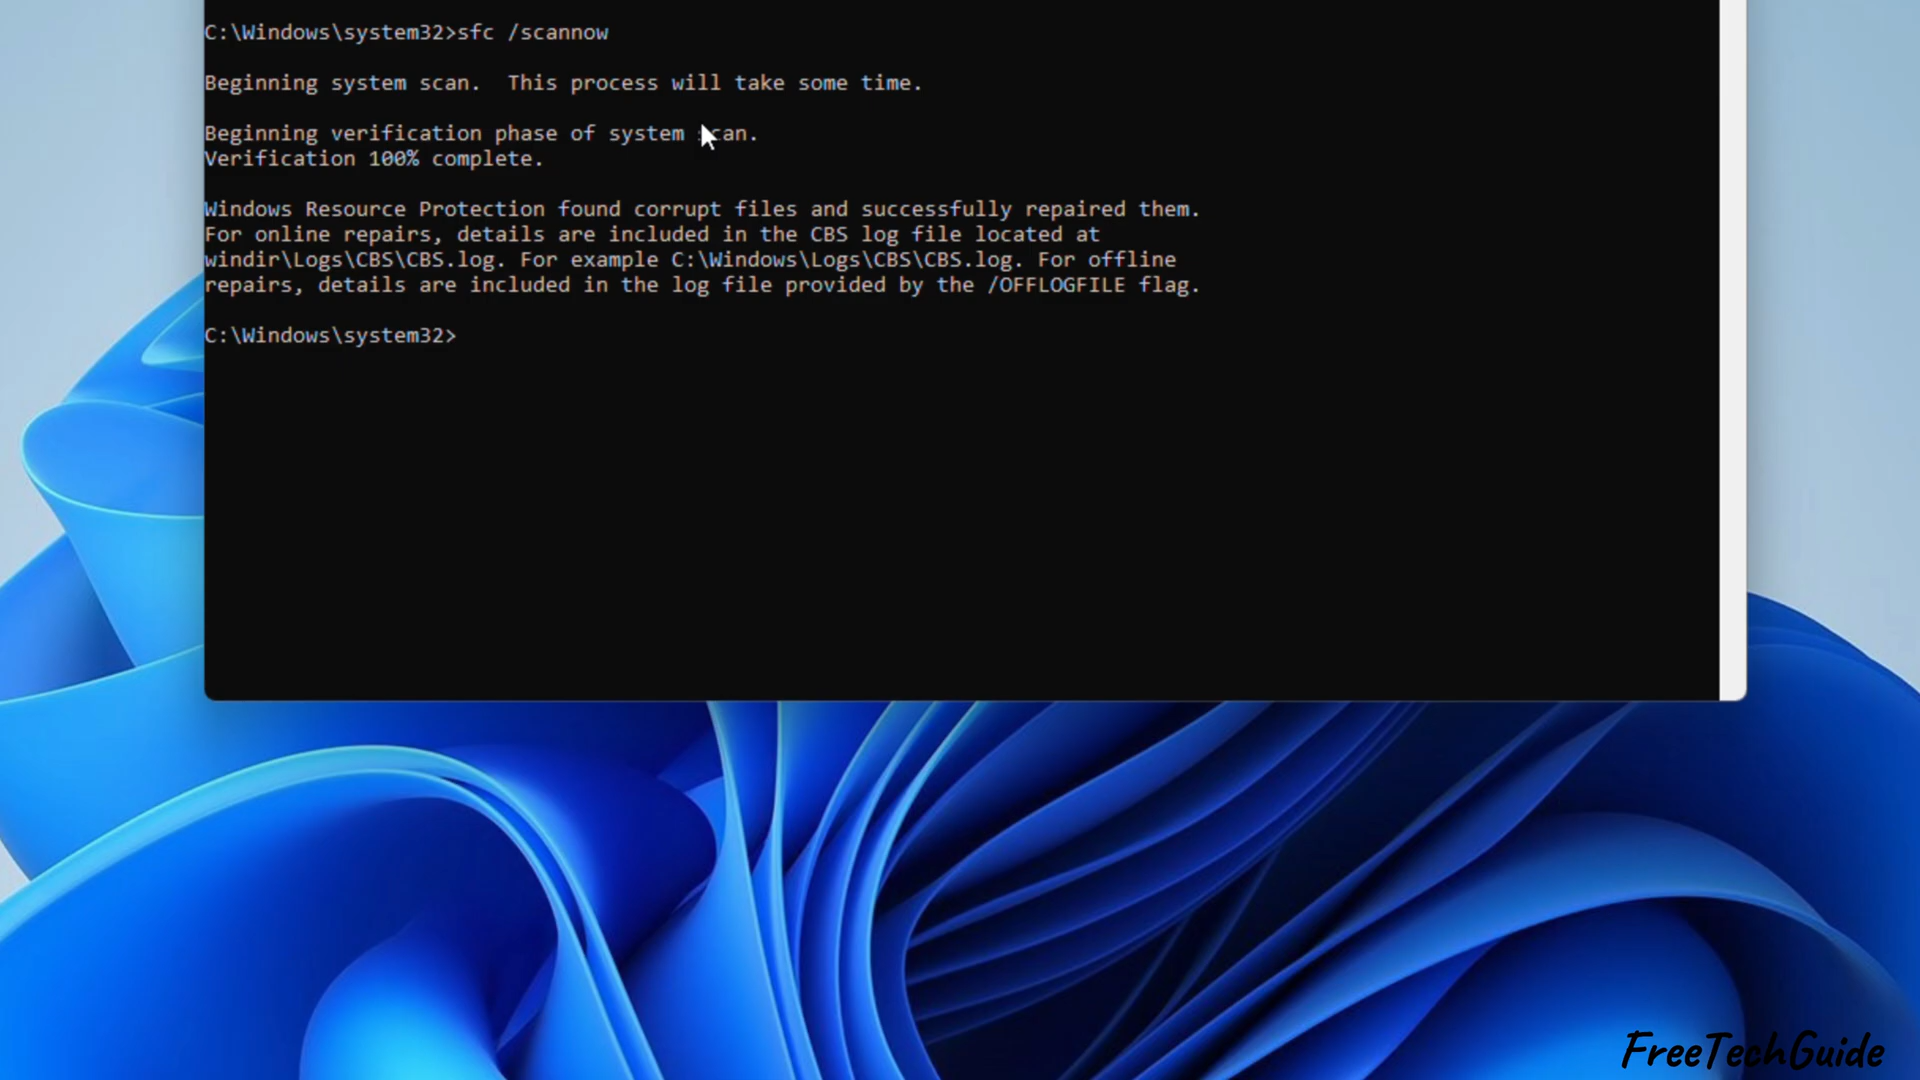 C:\Windows\system32>sfc /scannow
Beginning system scan.  This process will take some time.
Beginning verification phase of system scan.
Verification 100% complete.
Windows Resource Protection found corrupt files and successfully repaired them.
For online repairs, details are included in the CBS log file located at
windir\Logs\CBS\CBS.log. For example C:\Windows\Logs\CBS\CBS.log. For offline
repairs, details are included in the log file provided by the /OFFLOGFILE flag.
C:\Windows\system32>
FreeTechGuide